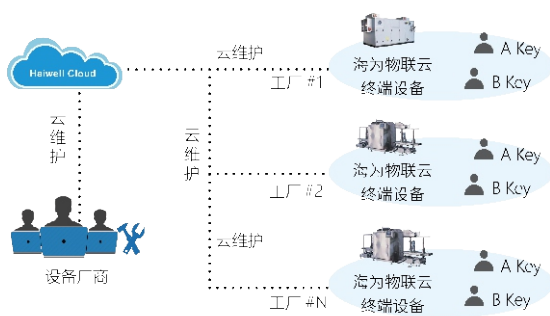 Haiwell Cloud
云维护
设备厂商
云维护
云维护
工厂 #1
海为物联云
终端设备
A Key
B Key
工厂 #2
海为物联云
终端设备
A Key
B Key
云维护
工厂 #N
海为物联云
终端设备
A Key
B Key